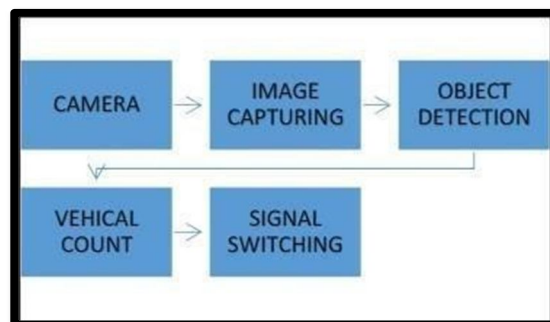 CAMERA
IMAGE
CAPTURING
OBJECT
DETECTION
VEHICAL
COUNT
SIGNAL
SWITCHING